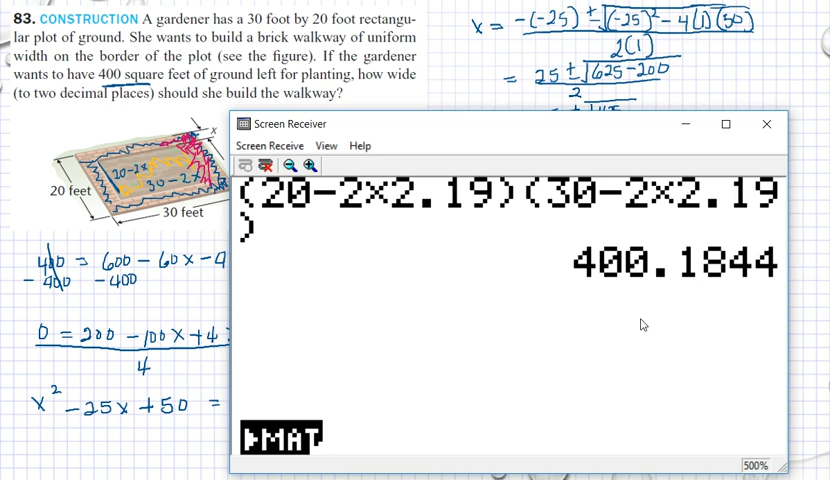 83. CONSTRUCTION A gardener has a 30 foot by 20 foot rectangu-
lar plot of ground. She wants to build a brick walkway of uniform
width on the border of the plot (see the figure). If the gardener
wants to have 400 square feet of ground left for planting, how wide
(to two decimal places) should she build the walkway?
x = -(-25) ± √(-25)² - 4(1)(50)
2(1)
= 25 ± √625-200
2
x
20-2x
30-2x
20 feet
30 feet
400 = 600 - 60x - 4
- 400 -400
0 = 200 - 100x + 4
4
x² - 25x + 50 =
Screen Receiver
Screen Receive View Help
(20-2×2.19)(30-2×2.19
)
400.1844
▶MAT
500%